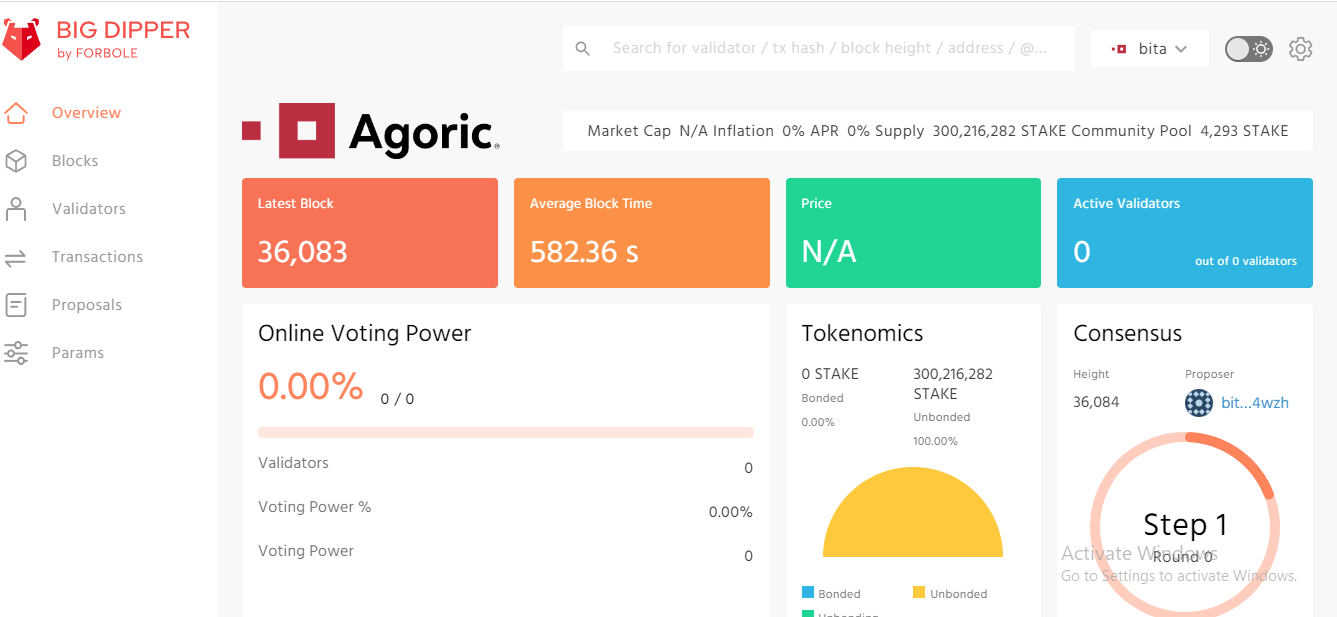 BIG DIPPER
by FORBOLE
Search for validator / tx hash / block height / address / @...
bita
Overview
Blocks
Validators
Transactions
Proposals
Params
Agoric
Market Cap N/A Inflation 0% APR 0% Supply 300,216,282 STAKE Community Pool 4,293 STAKE
Latest Block
36,083
Average Block Time
582.36 s
Price
N/A
Active Validators
0
out of 0 validators
Online Voting Power
0.00%
0 / 0
Validators
0
Voting Power %
0.00%
Voting Power
0
Tokenomics
0 STAKE
Bonded
0.00%
300,216,282
STAKE
Unbonded
100.00%
Bonded
Unbonded
Unbonding
Consensus
Height
36,084
Proposer
bit...4wzh
Step 1
Round 0
Activate Windows
Go to Settings to activate Windows.